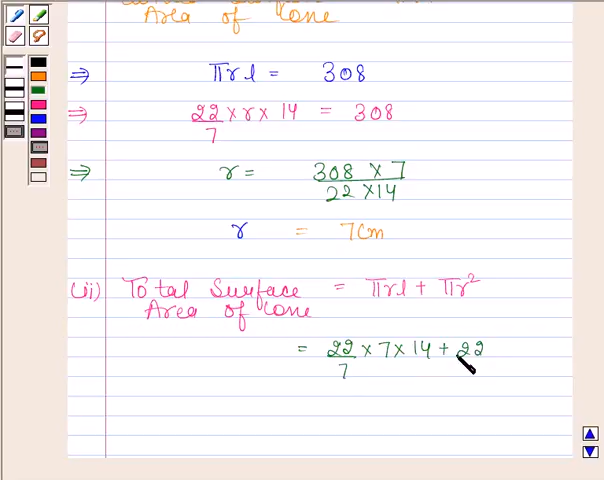 Area of Cone
⇒ πrl = 308
⇒ 22/7 × r × 14 = 308
⇒ r = 308 × 7 / 22 × 14
r = 7cm
(ii) Total Surface Area of Cone = πrl + πr²
= 22/7 × 7 × 14 + 22